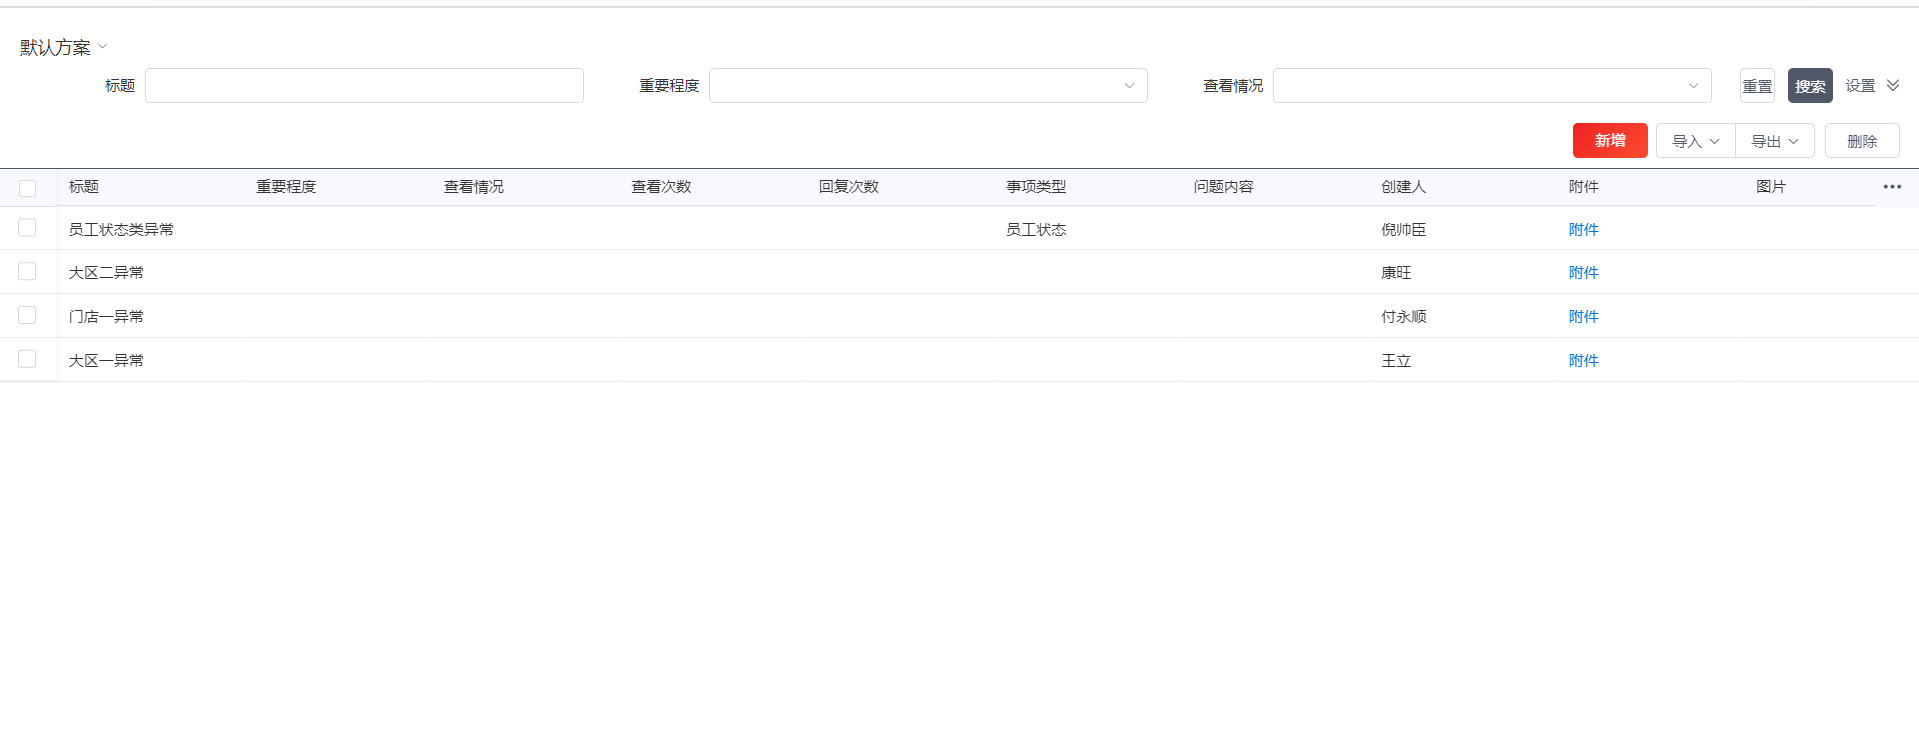 默认方案
标题 重要程度 查看情况 重置 搜索 设置
新增 导入 导出 删除
标题 重要程度 查看情况 查看次数 回复次数 事项类型 问题内容 创建人 附件 图片
员工状态类异常 员工状态 倪帅臣 附件
大区二异常 康旺 附件
门店一异常 付永顺 附件
大区一异常 王立 附件